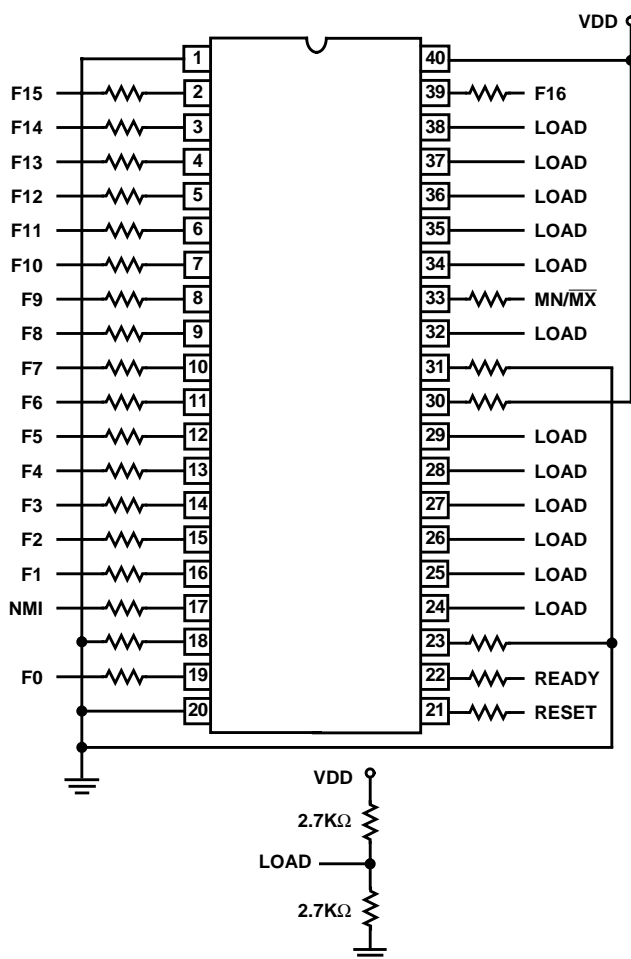 VDD
1 40
F15 2 39 F16
F14 3 38 LOAD
F13 4 37 LOAD
F12 5 36 LOAD
F11 6 35 LOAD
F10 7 34 LOAD
F9 8 33 MN/M̅X̅
F8 9 32 LOAD
F7 10 31
F6 11 30
F5 12 29 LOAD
F4 13 28 LOAD
F3 14 27 LOAD
F2 15 26 LOAD
F1 16 25 LOAD
NMI 17 24 LOAD
18 23
F0 19 22 READY
20 21 RESET
VDD
2.7KΩ
LOAD
2.7KΩ